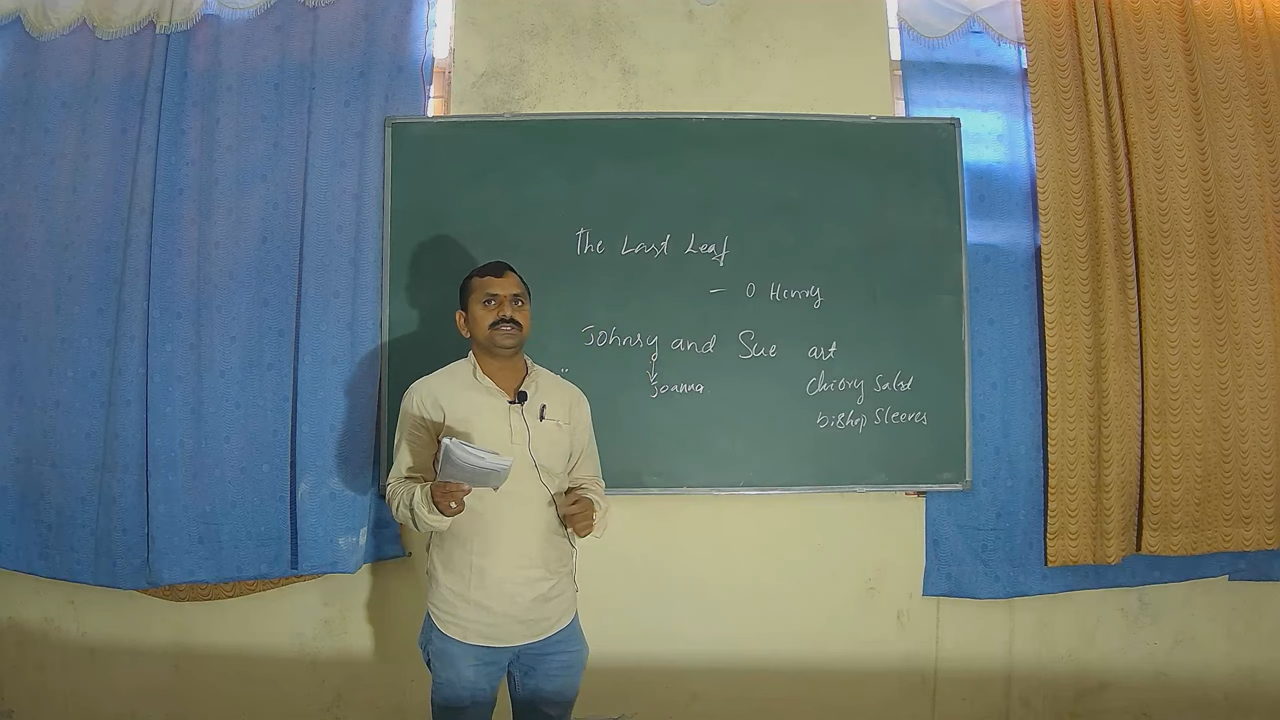 The Last Leaf
- O Henry
Johnsy and Sue art
Joanna chicory Salad
bishop Sleeves